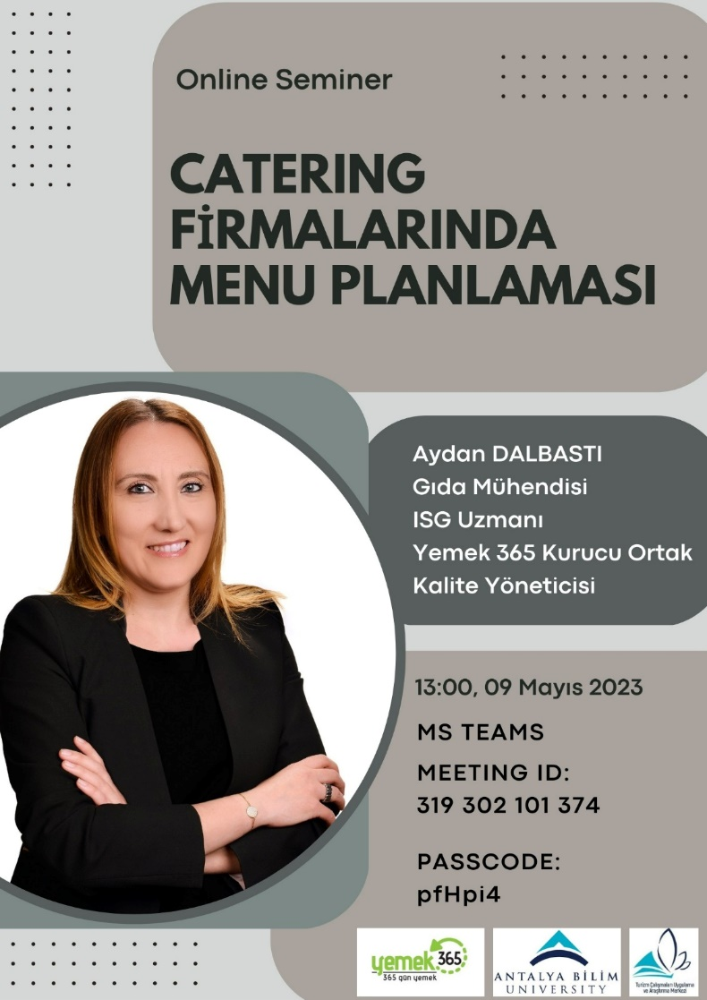 Online Seminer
CATERING
FİRMALARINDA
MENU PLANLAMASI
Aydan DALBASTI
Gıda Mühendisi
ISG Uzmanı
Yemek 365 Kurucu Ortak
Kalite Yöneticisi
13:00, 09 Mayıs 2023
MS TEAMS
MEETING ID:
319 302 101 374
PASSCODE:
pfHpi4
yemek 365
365 gün yemek
ANTALYA BİLİM
UNIVERSITY
Turizm Çalışmaları Uygulama
ve Araştırma Merkezi